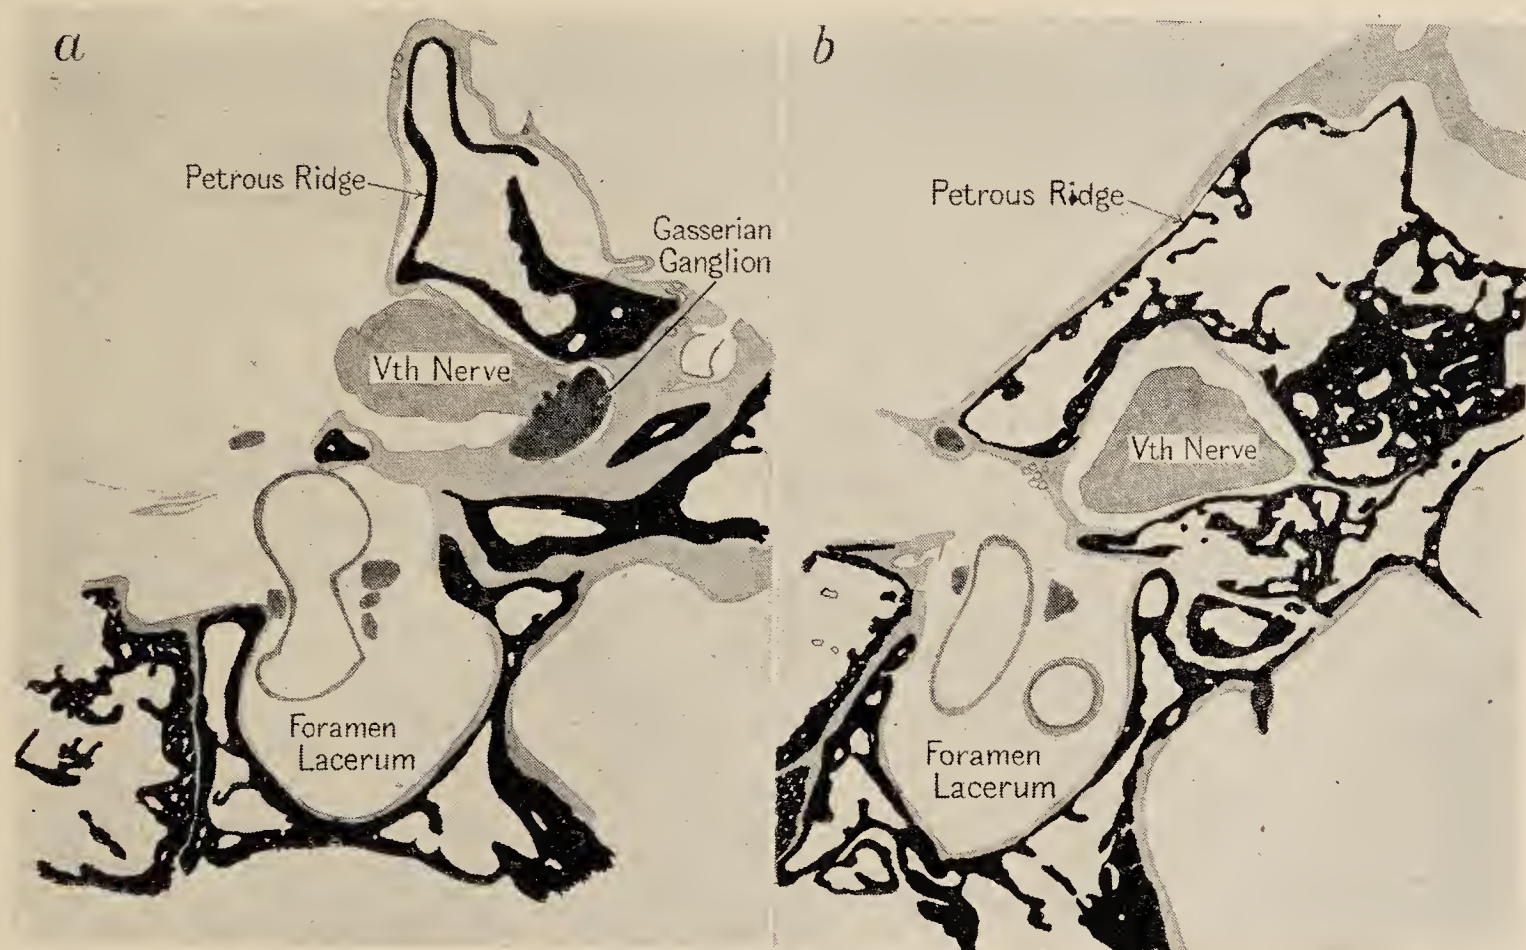 a
Petrous Ridge
Gasserian
Ganglion
Vth Nerve
Foramen
Lacerum
b
Petrous Ridge
Vth Nerve
Foramen
Lacerum